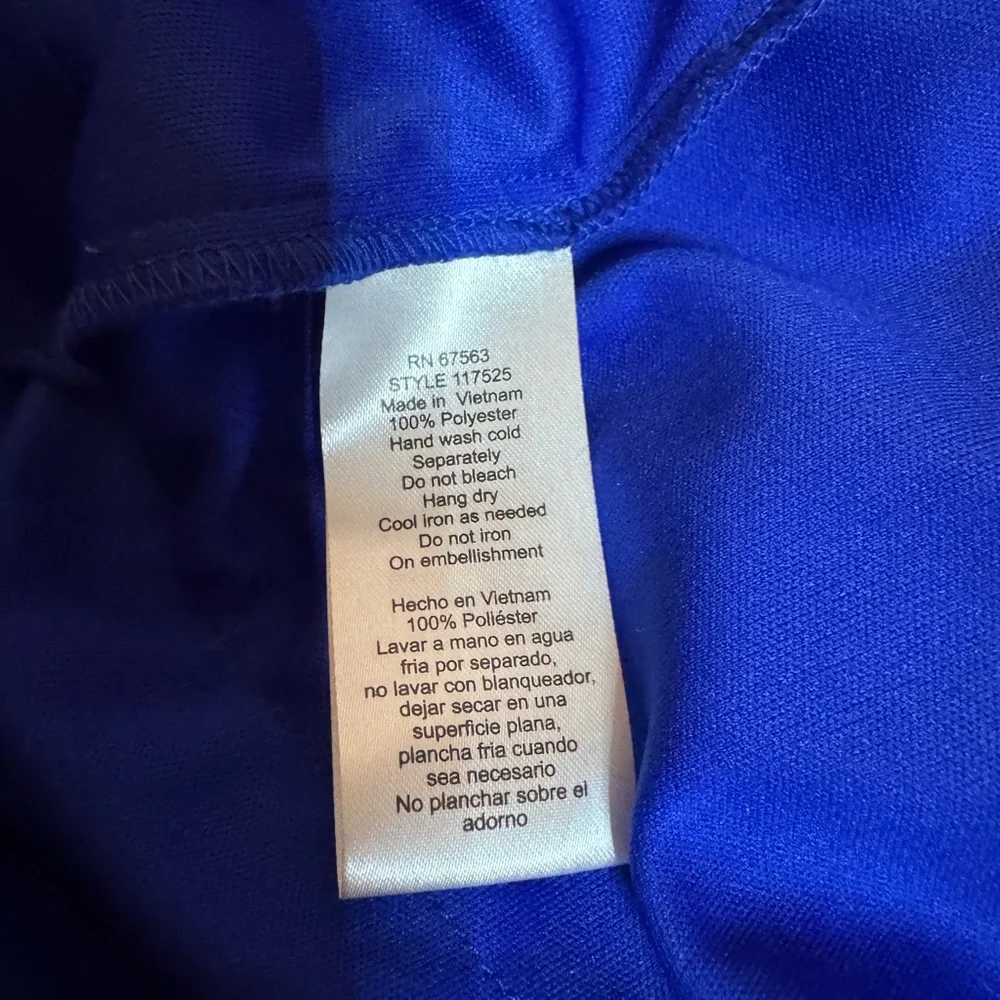 RN 67563
STYLE 117525
Made in Vietnam
100% Polyester
Hand wash cold
Separately
Do not bleach
Hang dry
Cool iron as needed
Do not iron
On embellishment
Hecho en Vietnam
100% Poliéster
Lavar a mano en agua
fria por separado,
no lavar con blanqueador,
dejar secar en una
superficie plana,
plancha fria cuando
sea necesario
No planchar sobre el
adorno